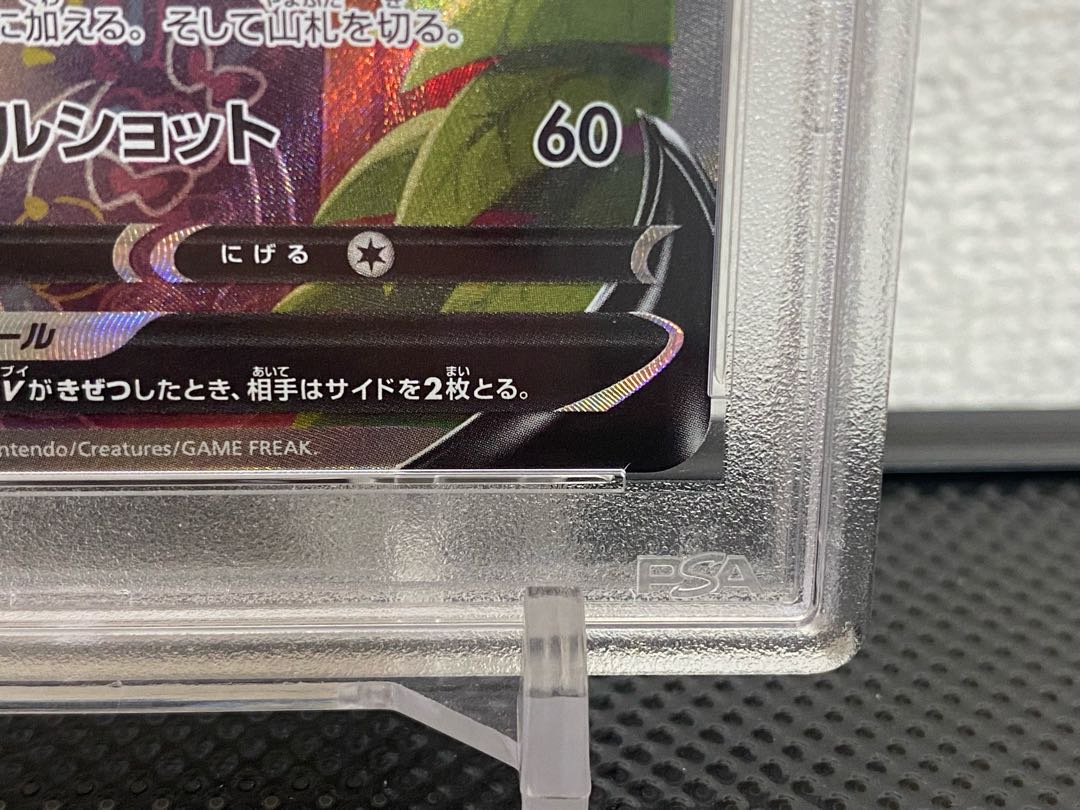 に加える。そして山札を切る。
ルショット 60
にげる
ール
Vがきぜつしたとき、相手はサイドを2枚とる。
ntendo/Creatures/GAME FREAK.
PSA